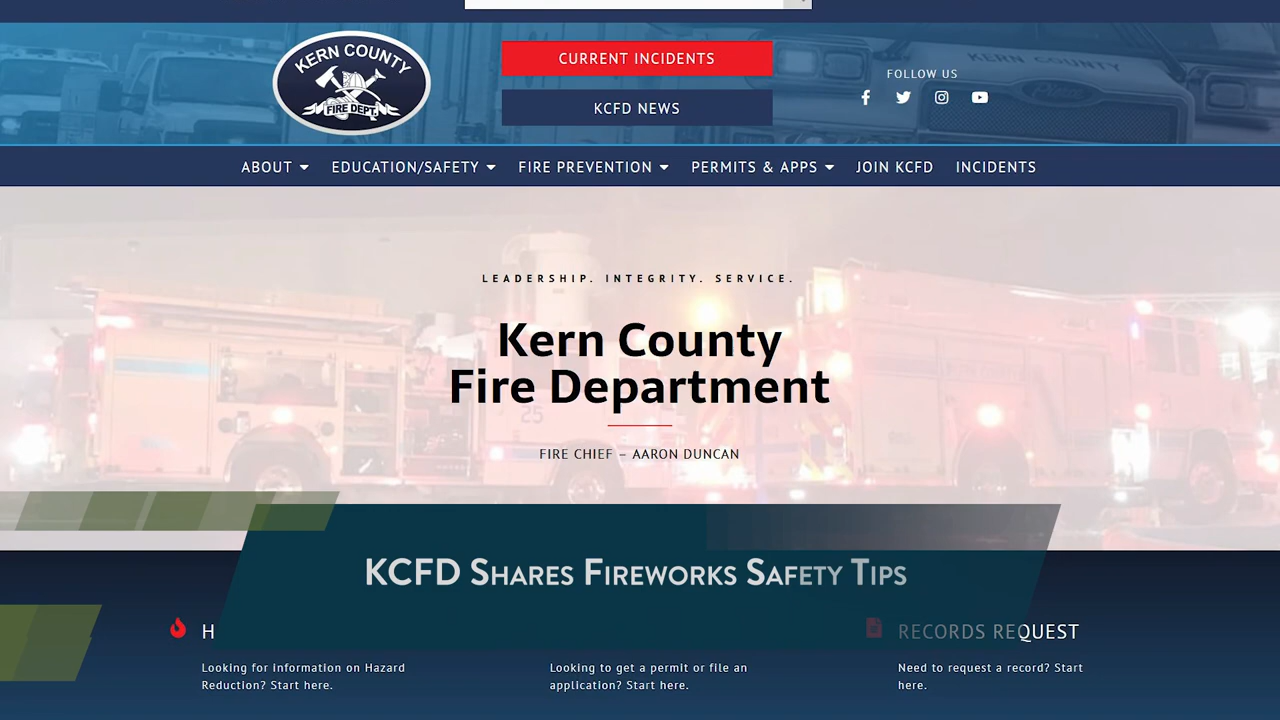 KERN COUNTY
FIRE DEPT.
CURRENT INCIDENTS
KCFD NEWS
KERN COUNTY
FOLLOW US
ABOUT
EDUCATION/SAFETY
FIRE PREVENTION
PERMITS & APPS
JOIN KCFD
INCIDENTS
LEADERSHIP. INTEGRITY. SERVICE.
Kern County
Fire Department
25
FIRE CHIEF – AARON DUNCAN
KCFD Shares Fireworks Safety Tips
H
RECORDS REQUEST
Looking for information on Hazard
Reduction? Start here.
Looking to get a permit or file an
application? Start here.
Need to request a record? Start
here.